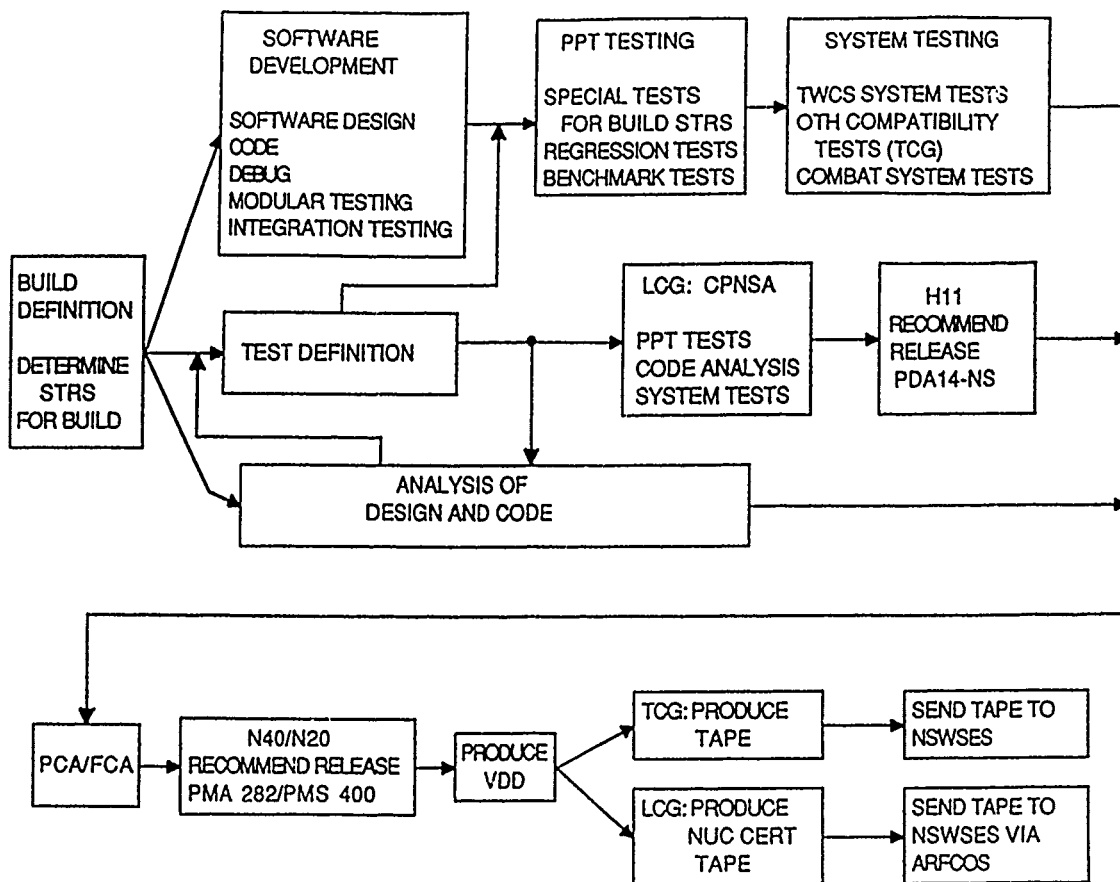 SOFTWARE
DEVELOPMENT
SOFTWARE DESIGN
CODE
DEBUG
MODULAR TESTING
INTEGRATION TESTING
PPT TESTING
SPECIAL TESTS
FOR BUILD STRS
REGRESSION TESTS
BENCHMARK TESTS
SYSTEM TESTING
TWCS SYSTEM TESTS
OTH COMPATIBILITY
TESTS (TCG)
COMBAT SYSTEM TESTS
BUILD
DEFINITION
DETERMINE
STRS
FOR BUILD
TEST DEFINITION
LCG: CPNSA
PPT TESTS
CODE ANALYSIS
SYSTEM TESTS
H11
RECOMMEND
RELEASE
PDA14-NS
ANALYSIS OF
DESIGN AND CODE
PCA/FCA
N40/N20
RECOMMEND RELEASE
PMA 282/PMS 400
PRODUCE
VDD
TCG: PRODUCE
TAPE
SEND TAPE TO
NSWSES
LCG: PRODUCE
NUC CERT
TAPE
SEND TAPE TO
NSWSES VIA
ARFCOS